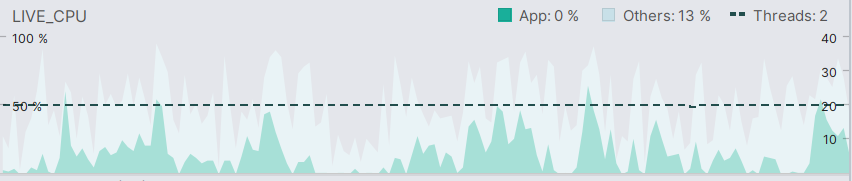 LIVE_CPU App: 0 % Others: 13 % Threads: 2
100 % 40
30
50 % 20
10